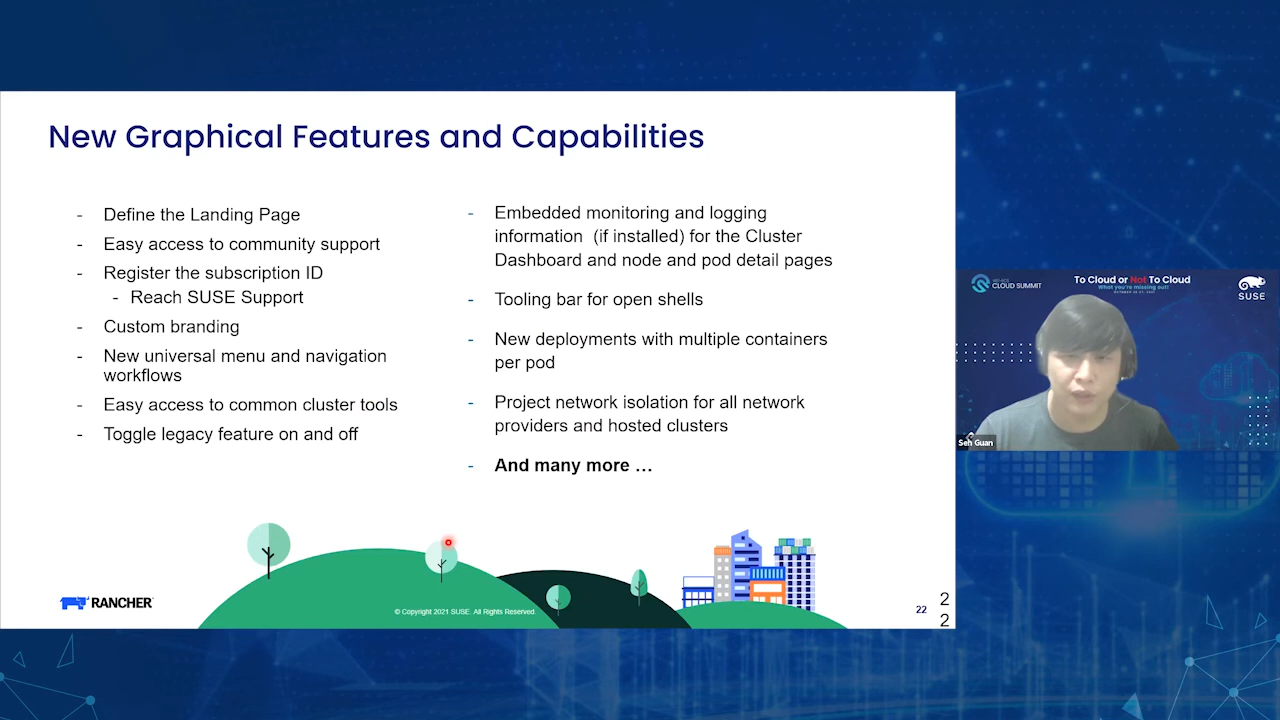 New Graphical Features and Capabilities
- Define the Landing Page
- Easy access to community support
- Register the subscription ID
- Reach SUSE Support
- Custom branding
- New universal menu and navigation
workflows
- Easy access to common cluster tools
- Toggle legacy feature on and off
- Embedded monitoring and logging
information (if installed) for the Cluster
Dashboard and node and pod detail pages
- Tooling bar for open shells
- New deployments with multiple containers
per pod
- Project network isolation for all network
providers and hosted clusters
- And many more …
RANCHER
© Copyright 2021 SUSE. All Rights Reserved.
22
2
2
CLOUD SUMMIT
To Cloud or Not To Cloud
What you're missing out!
SUSE
Seh Guan